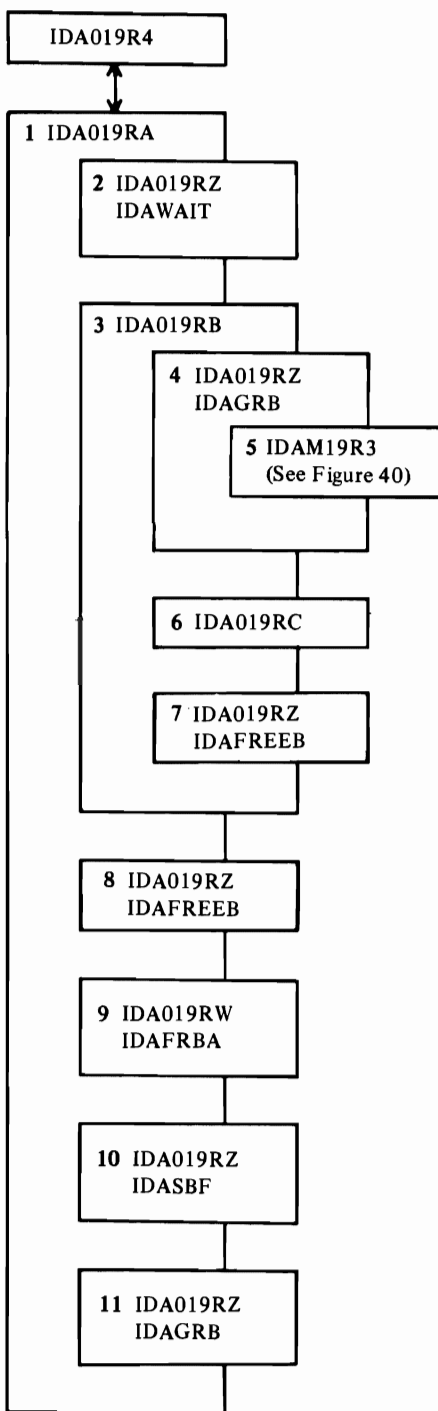 IDA019R4
1 IDA019RA
2 IDA019RZ
IDAWAIT
3 IDA019RB
4 IDA019RZ
IDAGRB
5 IDAM19R3
(See Figure 40)
6 IDA019RC
7 IDA019RZ
IDAFREEB
8 IDA019RZ
IDAFREEB
9 IDA019RW
IDAFRBA
10 IDA019RZ
IDASBF
11 IDA019RZ
IDAGRB